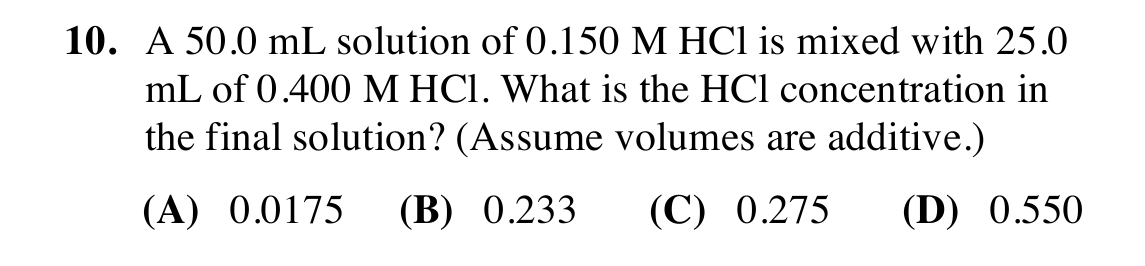 10. A 50.0 mL solution of 0.150 M HCl is mixed with 25.0
mL of 0.400 M HCl. What is the HCl concentration in
the final solution? (Assume volumes are additive.)
(A) 0.0175 (B) 0.233 (C) 0.275 (D) 0.550